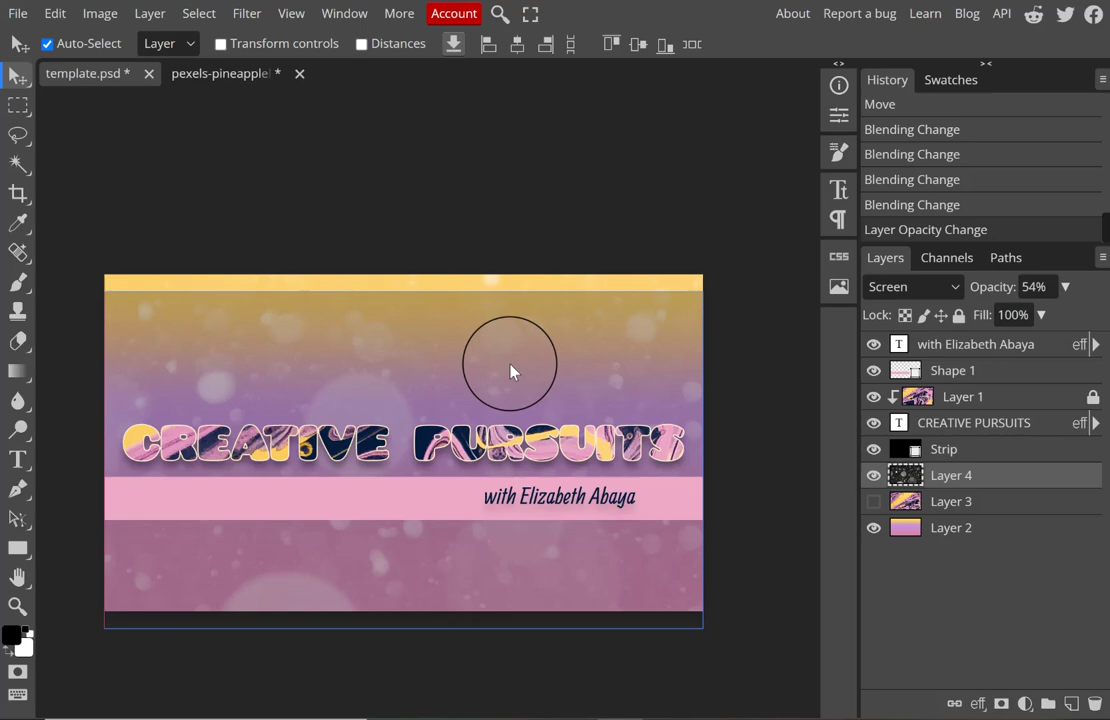 File Edit Image Layer Select Filter View Window More Account About Report a bug Learn Blog API
Auto-Select Layer Transform controls Distances
template.psd * pexels-pineapple *
History Swatches
Move
Blending Change
Blending Change
Blending Change
Blending Change
Layer Opacity Change
Layers Channels Paths
Screen Opacity: 54%
Lock: Fill: 100%
T with Elizabeth Abaya eff
Shape 1
Layer 1
T CREATIVE PURSUITS eff
Strip
Layer 4
Layer 3
Layer 2
CSS
CREATIVE PURSUITS
with Elizabeth Abaya
eff